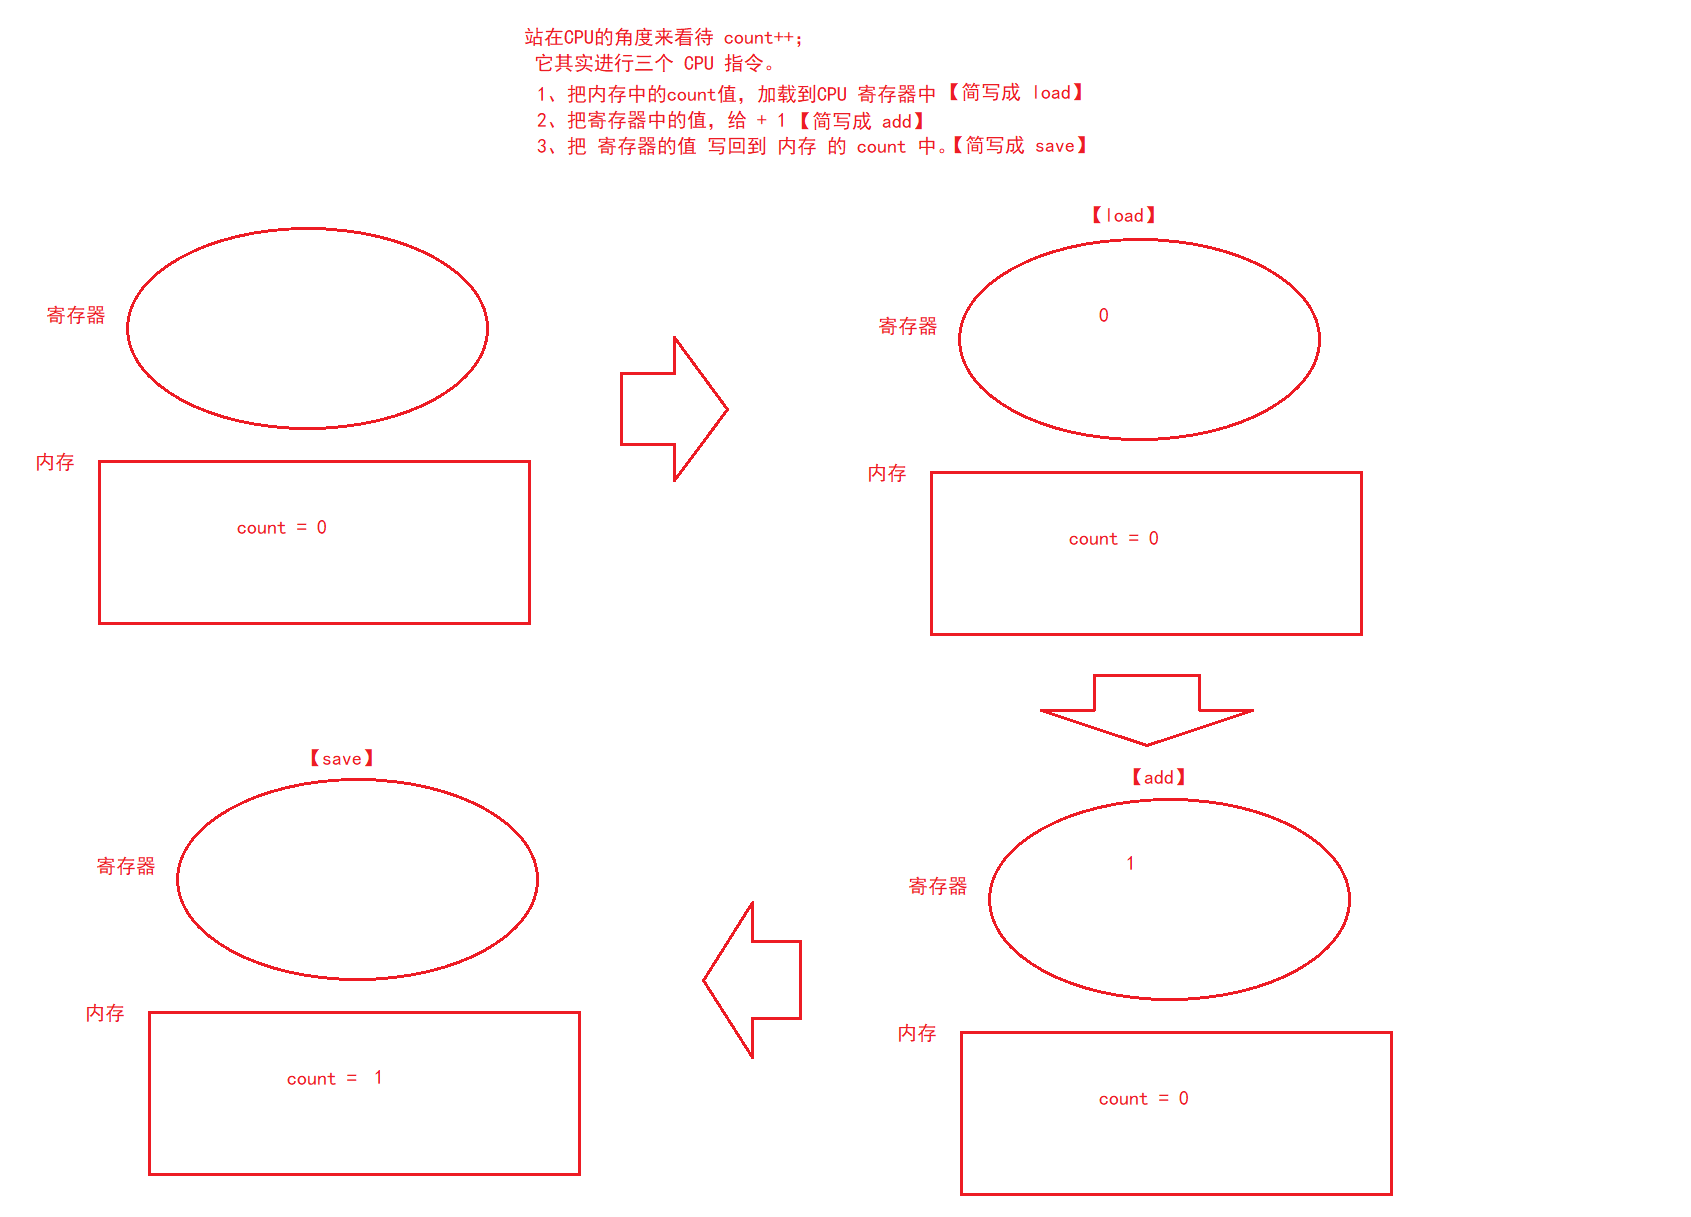 站在CPU的角度来看待 count++;
它其实进行三个 CPU 指令。
1、把内存中的count值，加载到CPU 寄存器中 【简写成 load】
2、把寄存器中的值，给 + 1 【简写成 add】
3、把 寄存器的值 写回到 内存 的 count 中。【简写成 save】
寄存器
内存
count = 0
【load】
寄存器
0
内存
count = 0
【add】
寄存器
1
内存
count = 0
【save】
寄存器
内存
count = 1